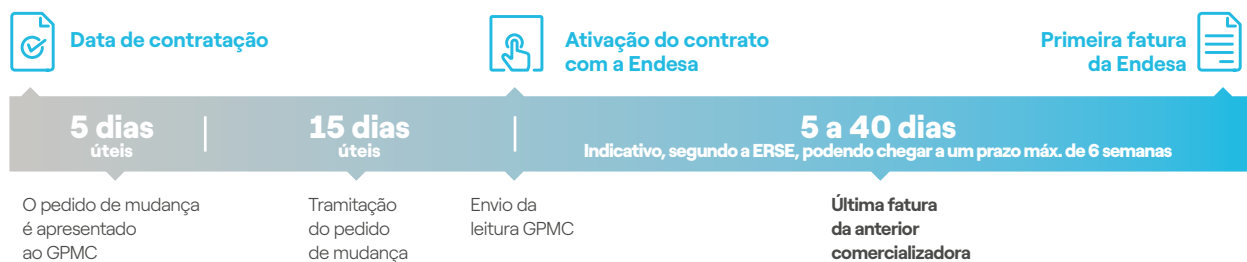 Data de contratação
Ativação do contrato
com a Endesa
Primeira fatura
da Endesa
5 dias
úteis
15 dias
úteis
5 a 40 dias
Indicativo, segundo a ERSE, podendo chegar a um prazo máx. de 6 semanas
O pedido de mudança
é apresentado
ao GPMC
Tramitação
do pedido
de mudança
Envio da
leitura GPMC
Última fatura
da anterior
comercializadora